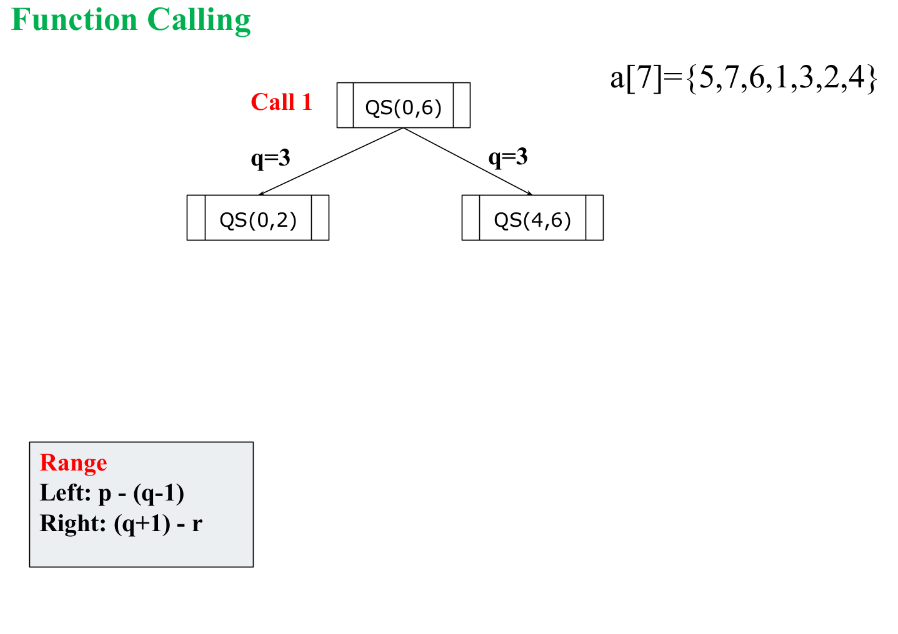 Function Calling
a[7]={5,7,6,1,3,2,4}
Call 1
QS(0,6)
q=3
q=3
QS(0,2)
QS(4,6)
Range
Left: p - (q-1)
Right: (q+1) - r